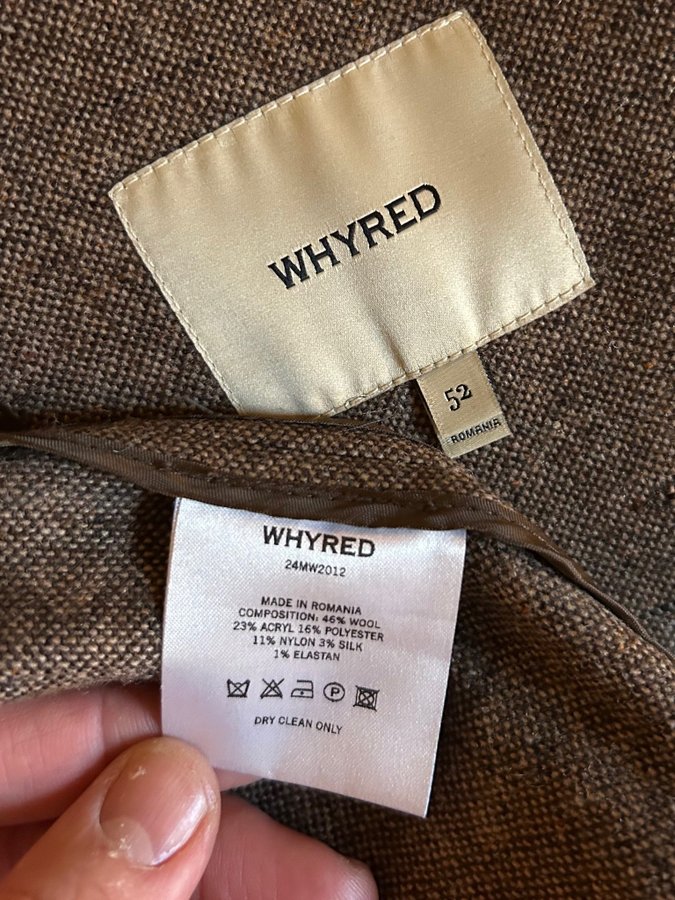 WHYRED
52
ROMANIA
WHYRED
24MW2012
MADE IN ROMANIA
COMPOSITION: 46% WOOL
23% ACRYL 16% POLYESTER
11% NYLON 3% SILK
1% ELASTAN
P
DRY CLEAN ONLY